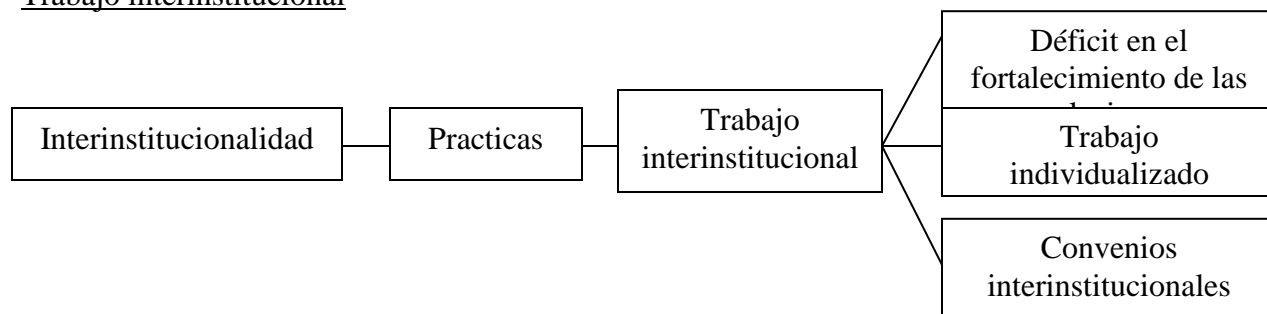 Trabajo interinstitucional
Déficit en el
fortalecimiento de las
Interinstitucionalidad
Practicas
Trabajo
interinstitucional
Trabajo
individualizado
Convenios
interinstitucionales